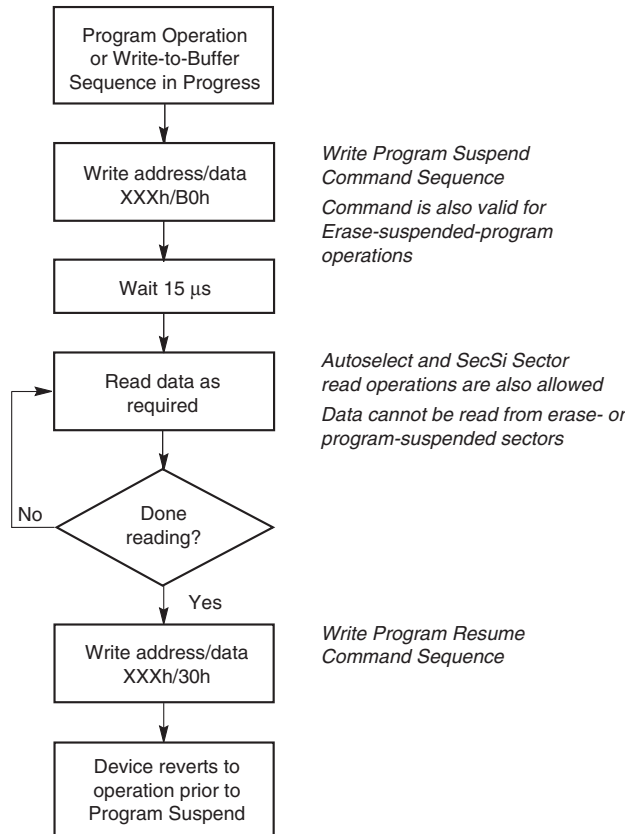 Program Operation
or Write-to-Buffer
Sequence in Progress
Write address/data
XXXh/B0h
Write Program Suspend
Command Sequence
Command is also valid for
Erase-suspended-program
operations
Wait 15 μs
Read data as
required
Autoselect and SecSi Sector
read operations are also allowed
Data cannot be read from erase- or
program-suspended sectors
No
Done
reading?
Yes
Write address/data
XXXh/30h
Write Program Resume
Command Sequence
Device reverts to
operation prior to
Program Suspend